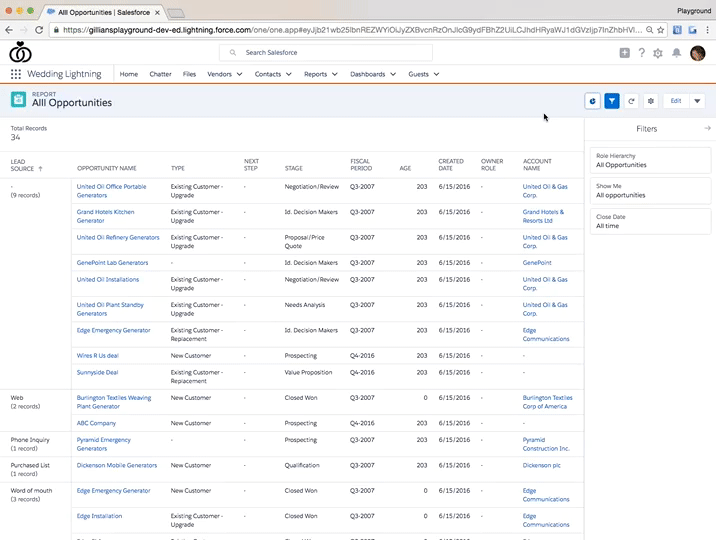 All Opportunities | Salesforce
Playground
https://gilliansplayground-dev-ed.lightning.force.com/one/one.app#
Search Salesforce
Wedding Lightning
Home Chatter Files Vendors Contacts Reports Dashboards Guests
REPORT
Alll Opportunities
Edit
Total Records
34
Filters
Role Hierarchy
All Opportunities
Show Me
All opportunities
Close Date
All time
LEAD SOURCE ↑ OPPORTUNITY NAME TYPE NEXT STEP STAGE FISCAL PERIOD AGE CREATED DATE OWNER ROLE ACCOUNT NAME
- (9 records) United Oil Office Portable Generators Existing Customer - Upgrade - Negotiation/Review Q3-2007 203 6/15/2016 - United Oil & Gas Corp.
Grand Hotels Kitchen Generator Existing Customer - Upgrade - Id. Decision Makers Q3-2007 203 6/15/2016 - Grand Hotels & Resorts Ltd
United Oil Refinery Generators Existing Customer - Upgrade - Proposal/Price Quote Q3-2007 203 6/15/2016 - United Oil & Gas Corp.
GenePoint Lab Generators - - Id. Decision Makers Q3-2007 203 6/15/2016 - GenePoint
United Oil Installations Existing Customer - Upgrade - Negotiation/Review Q3-2007 203 6/15/2016 - United Oil & Gas Corp.
United Oil Plant Standby Generators Existing Customer - Upgrade - Needs Analysis Q3-2007 203 6/15/2016 - United Oil & Gas Corp.
Edge Emergency Generator Existing Customer - Replacement - Id. Decision Makers Q3-2007 203 6/15/2016 - Edge Communications
Wires R Us deal New Customer - Prospecting Q4-2016 203 6/15/2016 - -
Sunnyside Deal Existing Customer - Replacement - Value Proposition Q4-2016 203 6/15/2016 - -
Web (2 records) Burlington Textiles Weaving Plant Generator New Customer - Closed Won Q3-2007 0 6/15/2016 - Burlington Textiles Corp of America
ABC Company New Customer - Prospecting Q4-2016 203 6/15/2016 - -
Phone Inquiry (1 record) Pyramid Emergency Generators - - Prospecting Q3-2007 203 6/15/2016 - Pyramid Construction Inc.
Purchased List (1 record) Dickenson Mobile Generators New Customer - Qualification Q3-2007 203 6/15/2016 - Dickenson plc
Word of mouth (3 records) Edge Emergency Generator New Customer - Closed Won Q3-2007 0 6/15/2016 - Edge Communications
Edge Installation Existing Customer - Upgrade - Closed Won Q3-2007 0 6/15/2016 - Edge Communications